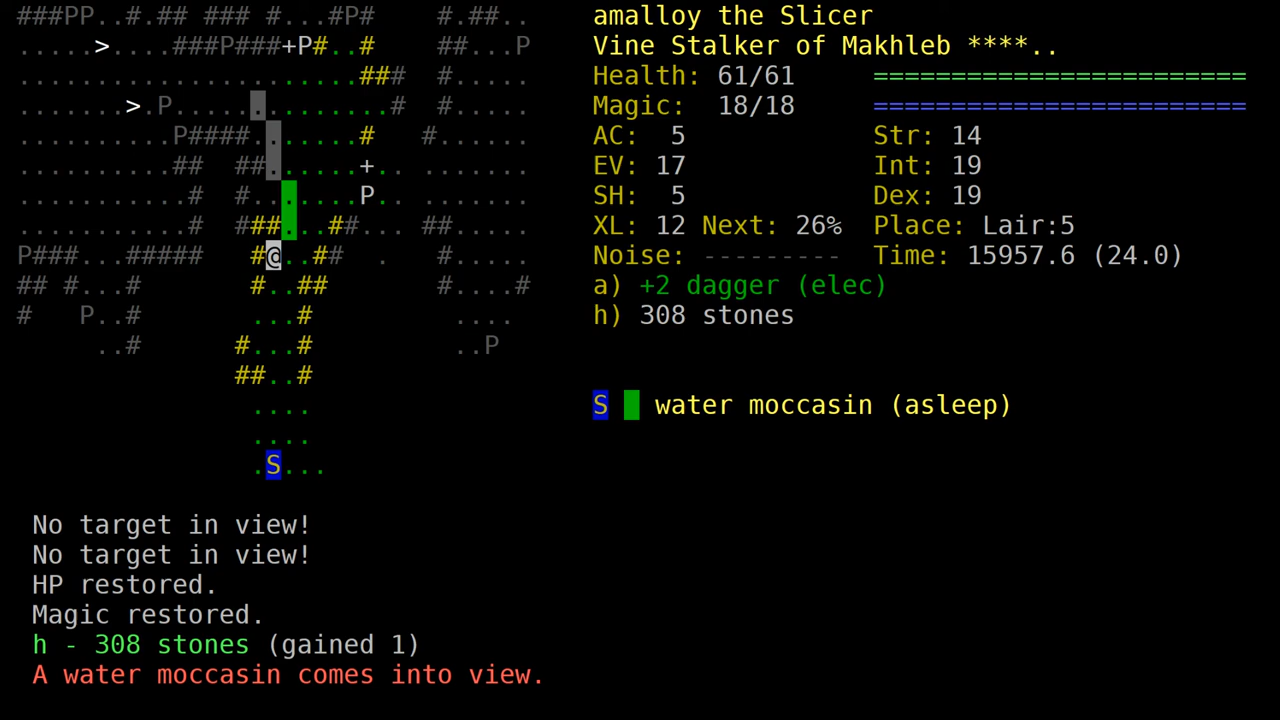 ###PP..#.## ### #...#P#    #.##..   amalloy the Slicer
.....>....###P###+P#..#    ##...P   Vine Stalker of Makhleb ****..
......................###  #.....   Health: 61/61 ========================
.......>.P..............#  #.....   Magic: 18/18 ========================
..........P####.......#   #.....   AC: 5 Str: 14
..........##  ##......+..  .......   EV: 17 Int: 19
...........#  #.......P..  .......   SH: 5 Dex: 19
...........#  ###...##...  ##.....   XL: 12 Next: 26% Place: Lair:5
P###...#####   #@..##  .   #.....   Noise: --------- Time: 15957.6 (24.0)
## #...#       #..##       #....#   a) +2 dagger (elec)
#   P..#       ...#         ....   h) 308 stones
     ..#      #...#         ..P
              ##..#
               ....   S water moccasin (asleep)
               ....
               .S...
No target in view!
No target in view!
HP restored.
Magic restored.
h - 308 stones (gained 1)
A water moccasin comes into view.